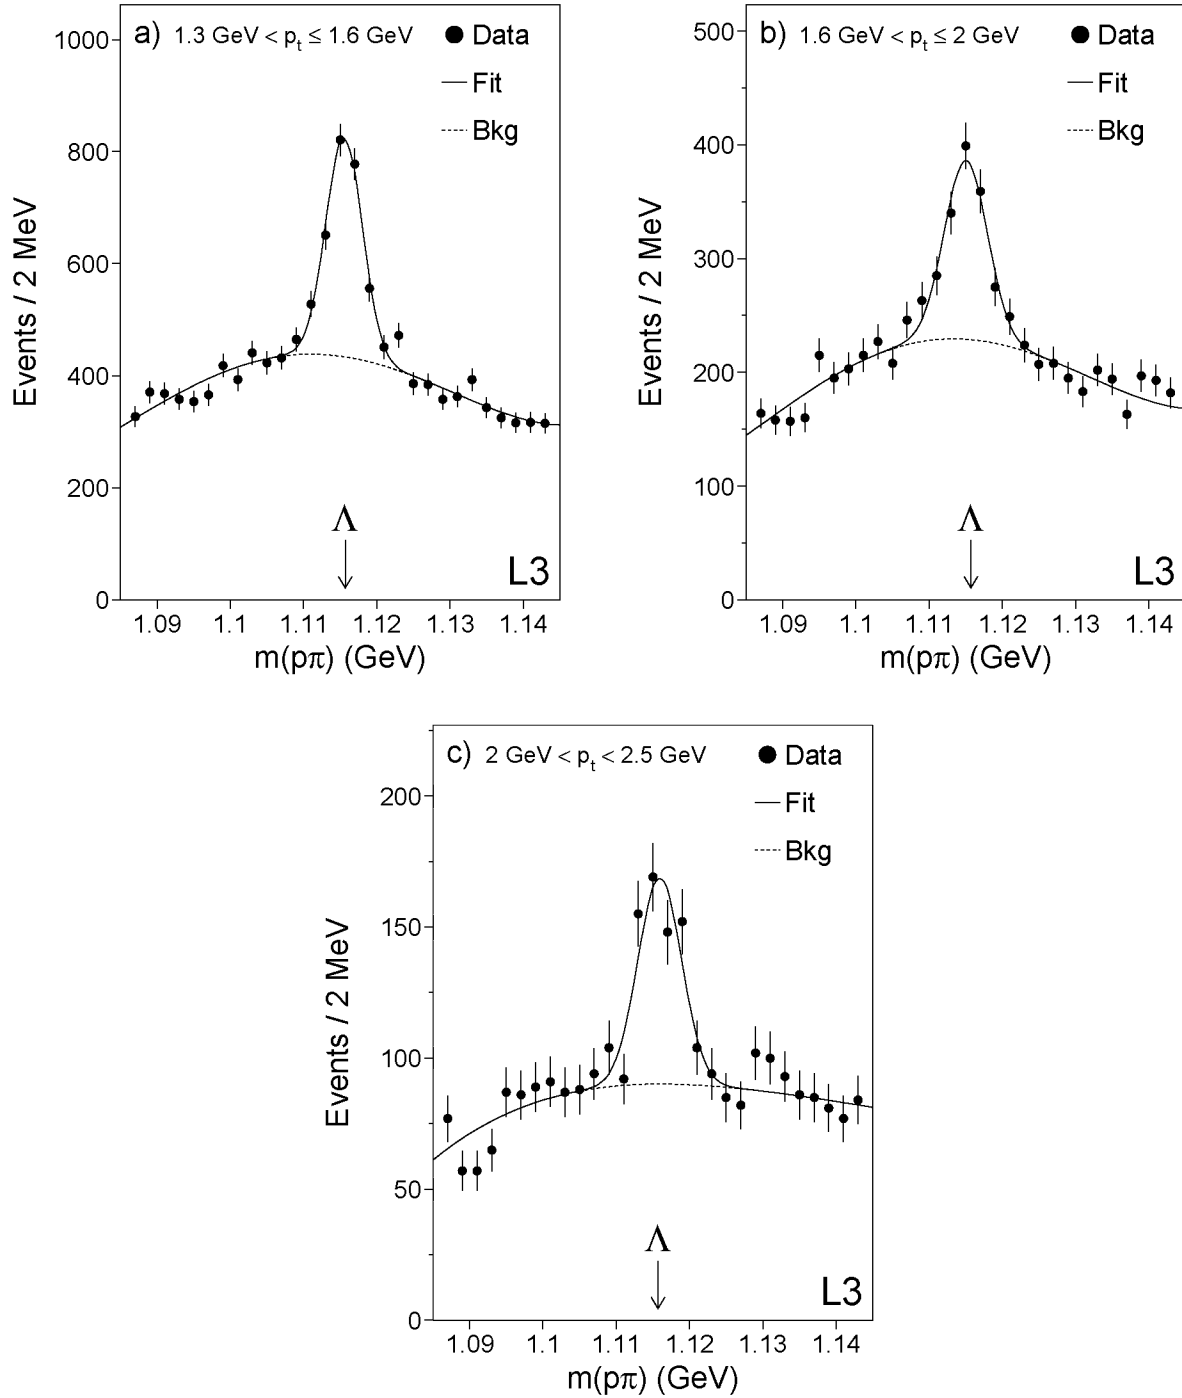 a) 1.3 GeV < pt ≤ 1.6 GeV
Data
Fit
Bkg
Events / 2 MeV
1000
800
600
400
200
0
Λ
L3
1.09 1.1 1.11 1.12 1.13 1.14
m(pπ) (GeV)
b) 1.6 GeV < pt ≤ 2 GeV
Data
Fit
Bkg
Events / 2 MeV
500
400
300
200
100
0
Λ
L3
1.09 1.1 1.11 1.12 1.13 1.14
m(pπ) (GeV)
c) 2 GeV < pt < 2.5 GeV
Data
Fit
Bkg
Events / 2 MeV
200
150
100
50
0
Λ
L3
1.09 1.1 1.11 1.12 1.13 1.14
m(pπ) (GeV)